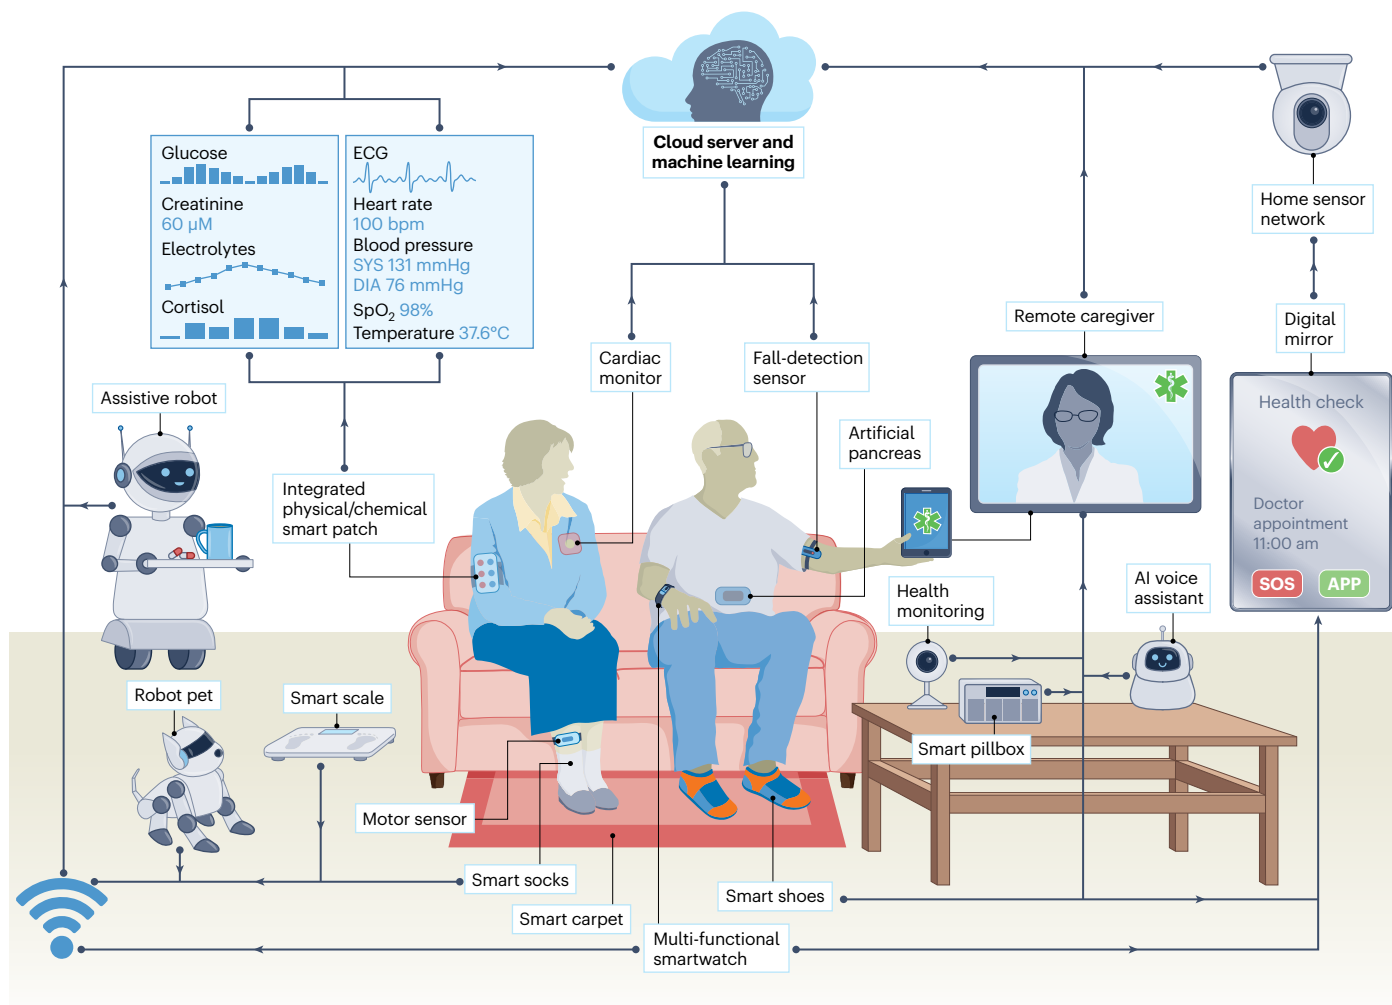 Cloud server and
machine learning
Glucose
Creatinine
60 µM
Electrolytes
Cortisol
ECG
Heart rate
100 bpm
Blood pressure
SYS 131 mmHg
DIA 76 mmHg
SpO₂ 98%
Temperature 37.6°C
Home sensor
network
Remote caregiver
Digital
mirror
Cardiac
monitor
Fall-detection
sensor
Assistive robot
Health check
Artificial
pancreas
Integrated
physical/chemical
smart patch
Doctor
appointment
11:00 am
SOS
APP
AI voice
assistant
Health
monitoring
Robot pet
Smart scale
Smart pillbox
Motor sensor
Smart socks
Smart shoes
Smart carpet
Multi-functional
smartwatch